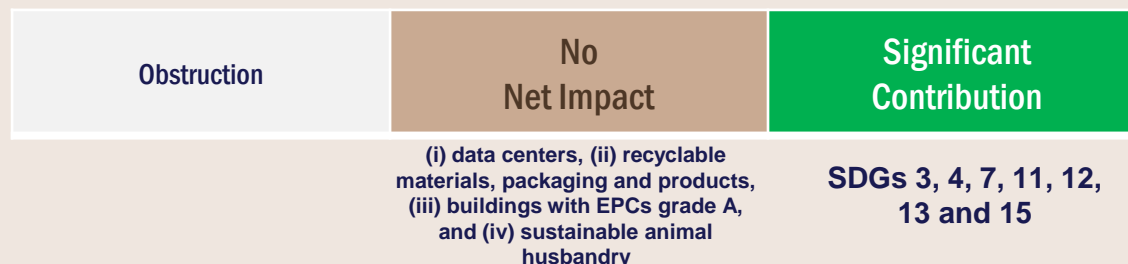 Obstruction
No
Net Impact
Significant
Contribution
(i) data centers, (ii) recyclable
materials, packaging and products,
(iii) buildings with EPCs grade A,
and (iv) sustainable animal
husbandry
SDGs 3, 4, 7, 11, 12,
13 and 15